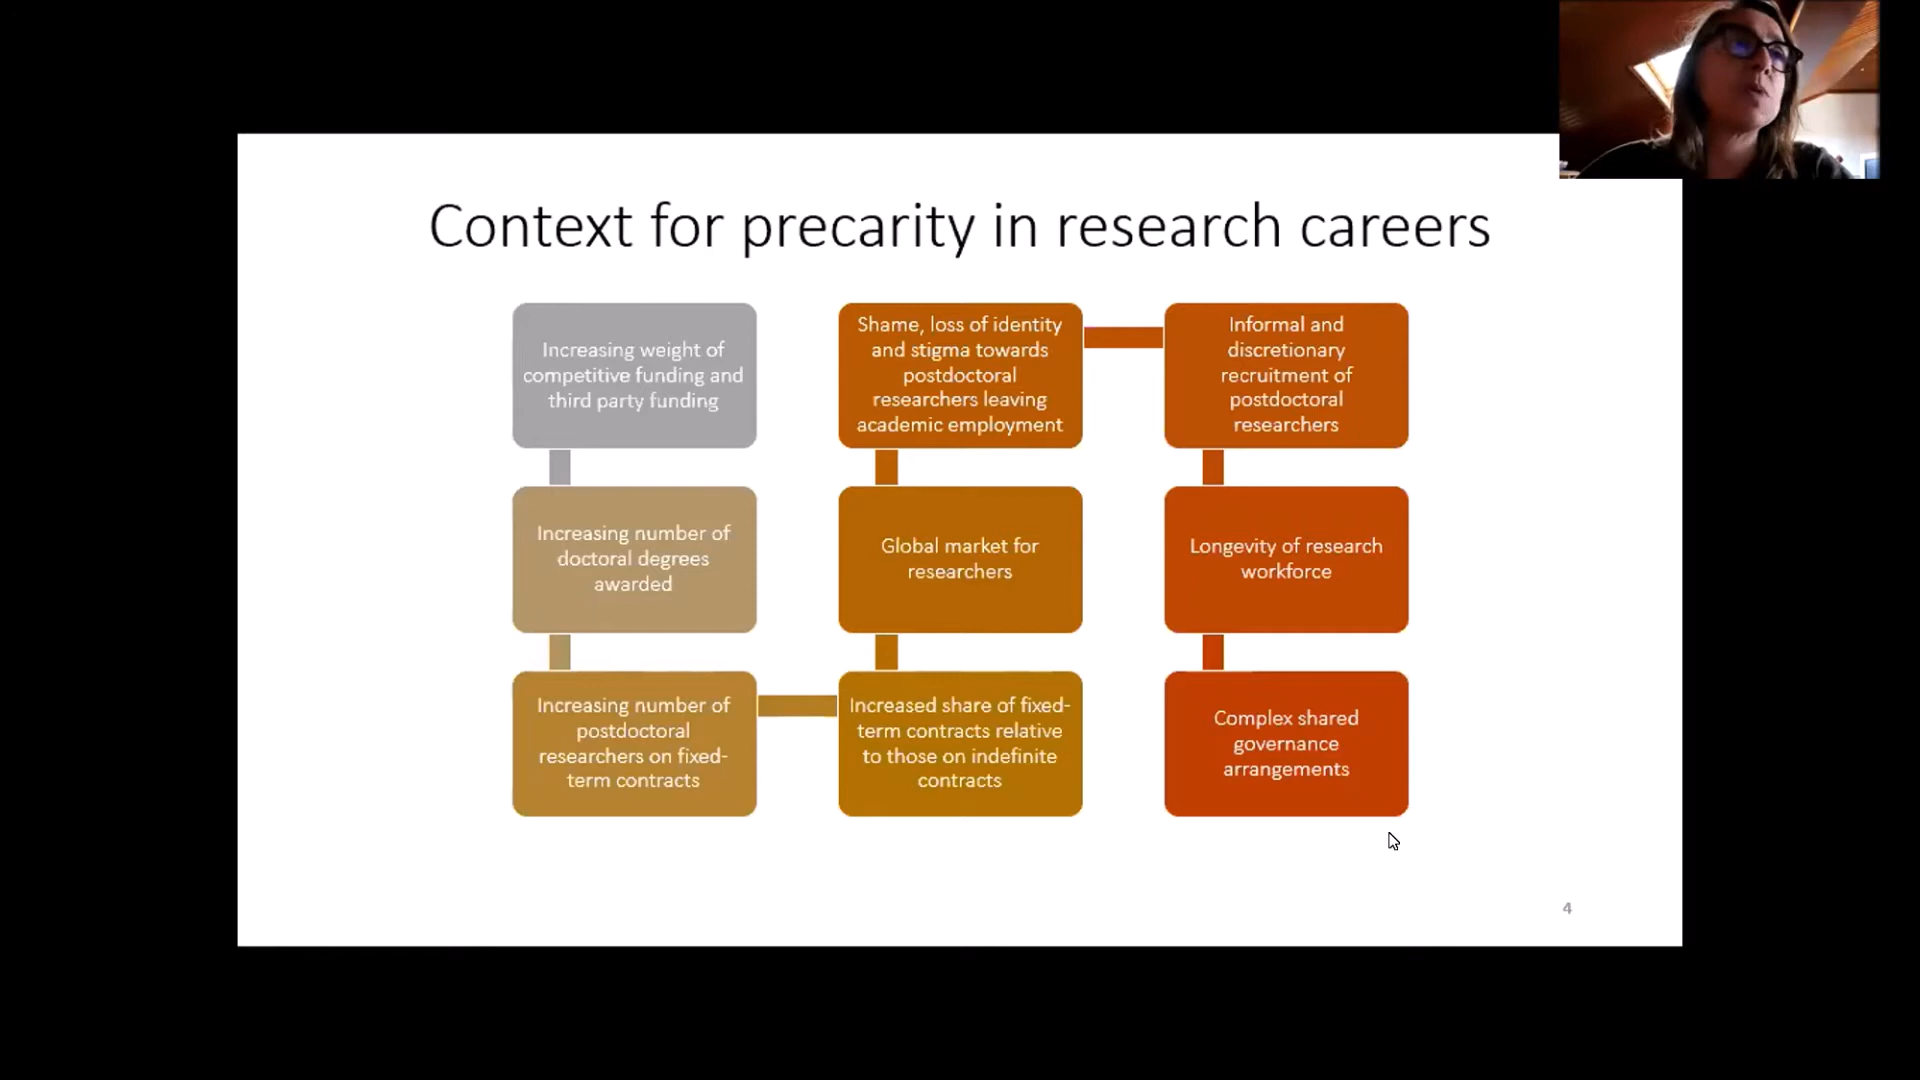 Context for precarity in research careers
Increasing weight of
competitive funding and
third party funding
Increasing number of
doctoral degrees
awarded
Increasing number of
postdoctoral
researchers on fixed-
term contracts
Increased share of fixed-
term contracts relative
to those on indefinite
contracts
Global market for
researchers
Shame, loss of identity
and stigma towards
postdoctoral
researchers leaving
academic employment
Informal and
discretionary
recruitment of
postdoctoral
researchers
Longevity of research
workforce
Complex shared
governance
arrangements
4